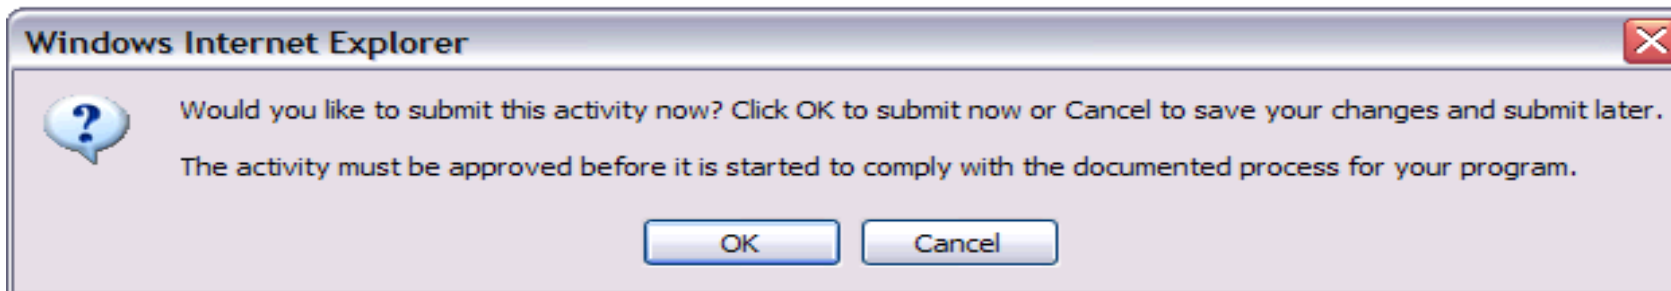 Windows Internet Explorer
Would you like to submit this activity now? Click OK to submit now or Cancel to save your changes and submit later.
The activity must be approved before it is started to comply with the documented process for your program.
OK Cancel